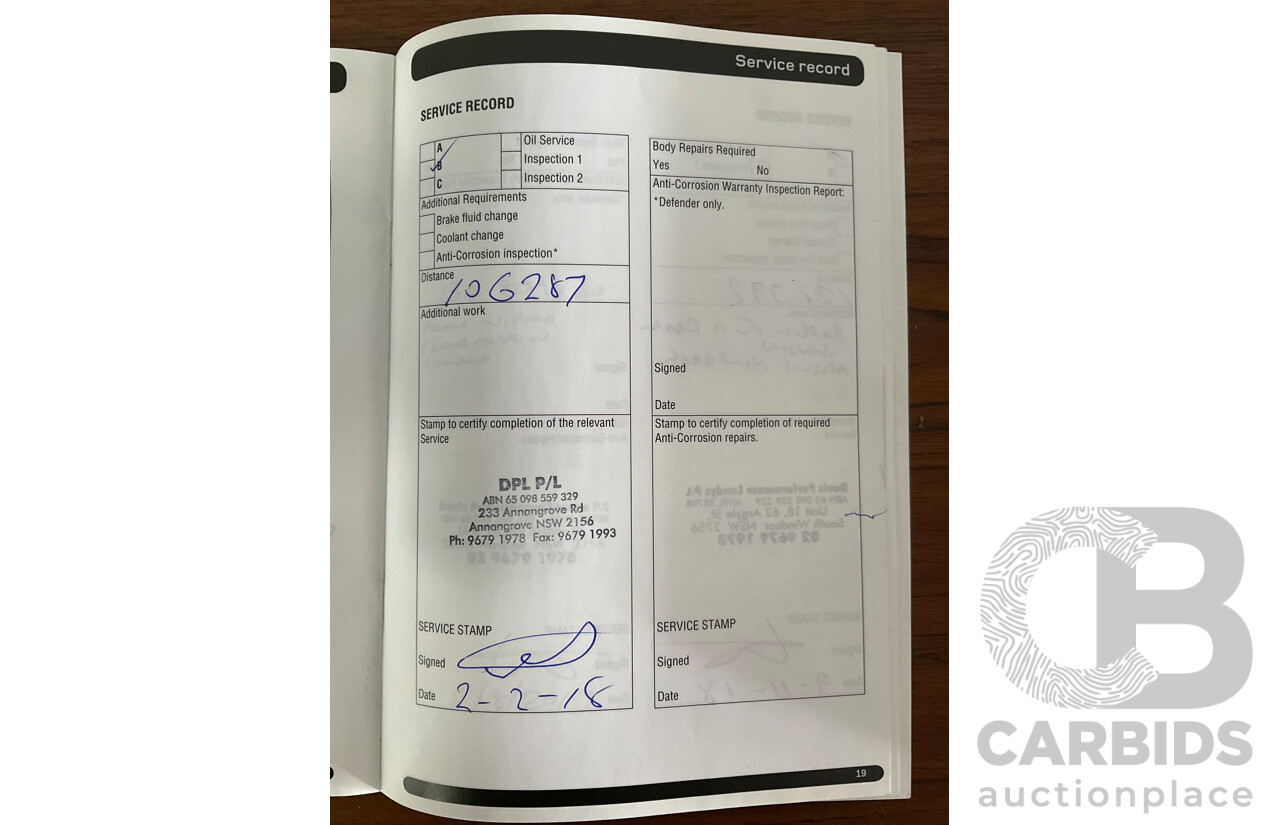 Service record
SERVICE RECORD
A
B
C
Oil Service
Inspection 1
Inspection 2
Additional Requirements
Brake fluid change
Coolant change
Anti-Corrosion inspection*
Distance
106287
Additional work
Stamp to certify completion of the relevant
Service
DPL P/L
ABN 65 098 559 329
233 Annangrove Rd
Annangrove NSW 2156
Ph: 9679 1978 Fax: 9679 1993
SERVICE STAMP
Signed
Date 2-2-18
Body Repairs Required
Yes No
Anti-Corrosion Warranty Inspection Report:
*Defender only.
Signed
Date
Stamp to certify completion of required
Anti-Corrosion repairs.
SERVICE STAMP
Signed
Date
19
CB
CARBIDS
auctionplace